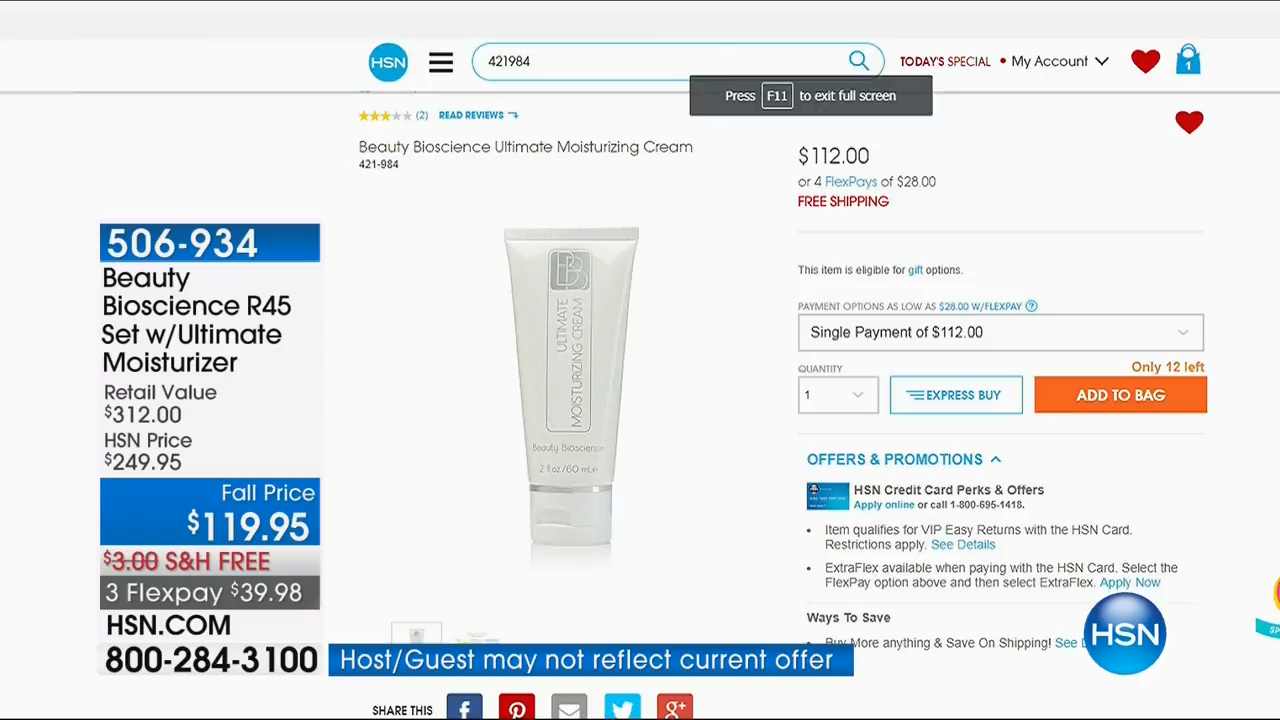 HSN
421984
TODAY'S SPECIAL • My Account
1
Press F11 to exit full screen
(2) READ REVIEWS
Beauty Bioscience Ultimate Moisturizing Cream
421-984
$112.00
or 4 FlexPays of $28.00
FREE SHIPPING
This item is eligible for gift options.
PAYMENT OPTIONS AS LOW AS $28.00 W/FLEXPAY ?
Single Payment of $112.00
Only 12 left
QUANTITY
1
EXPRESS BUY
ADD TO BAG
OFFERS & PROMOTIONS
HSN Credit Card Perks & Offers
Apply online or call 1-800-695-1418.
• Item qualifies for VIP Easy Returns with the HSN Card.
Restrictions apply. See Details
• ExtraFlex available when paying with the HSN Card. Select the
FlexPay option above and then select ExtraFlex. Apply Now
Ways To Save
Buy More anything & Save On Shipping! See
HSN
BB
ULTIMATE
MOISTURIZING CREAM
Beauty Bioscience
2 fl oz/60 mL
506-934
Beauty
Bioscience R45
Set w/Ultimate
Moisturizer
Retail Value
$312.00
HSN Price
$249.95
Fall Price
$119.95
$3.00 S&H FREE
3 Flexpay $39.98
HSN.COM
800-284-3100
Host/Guest may not reflect current offer
SHARE THIS
f
g+